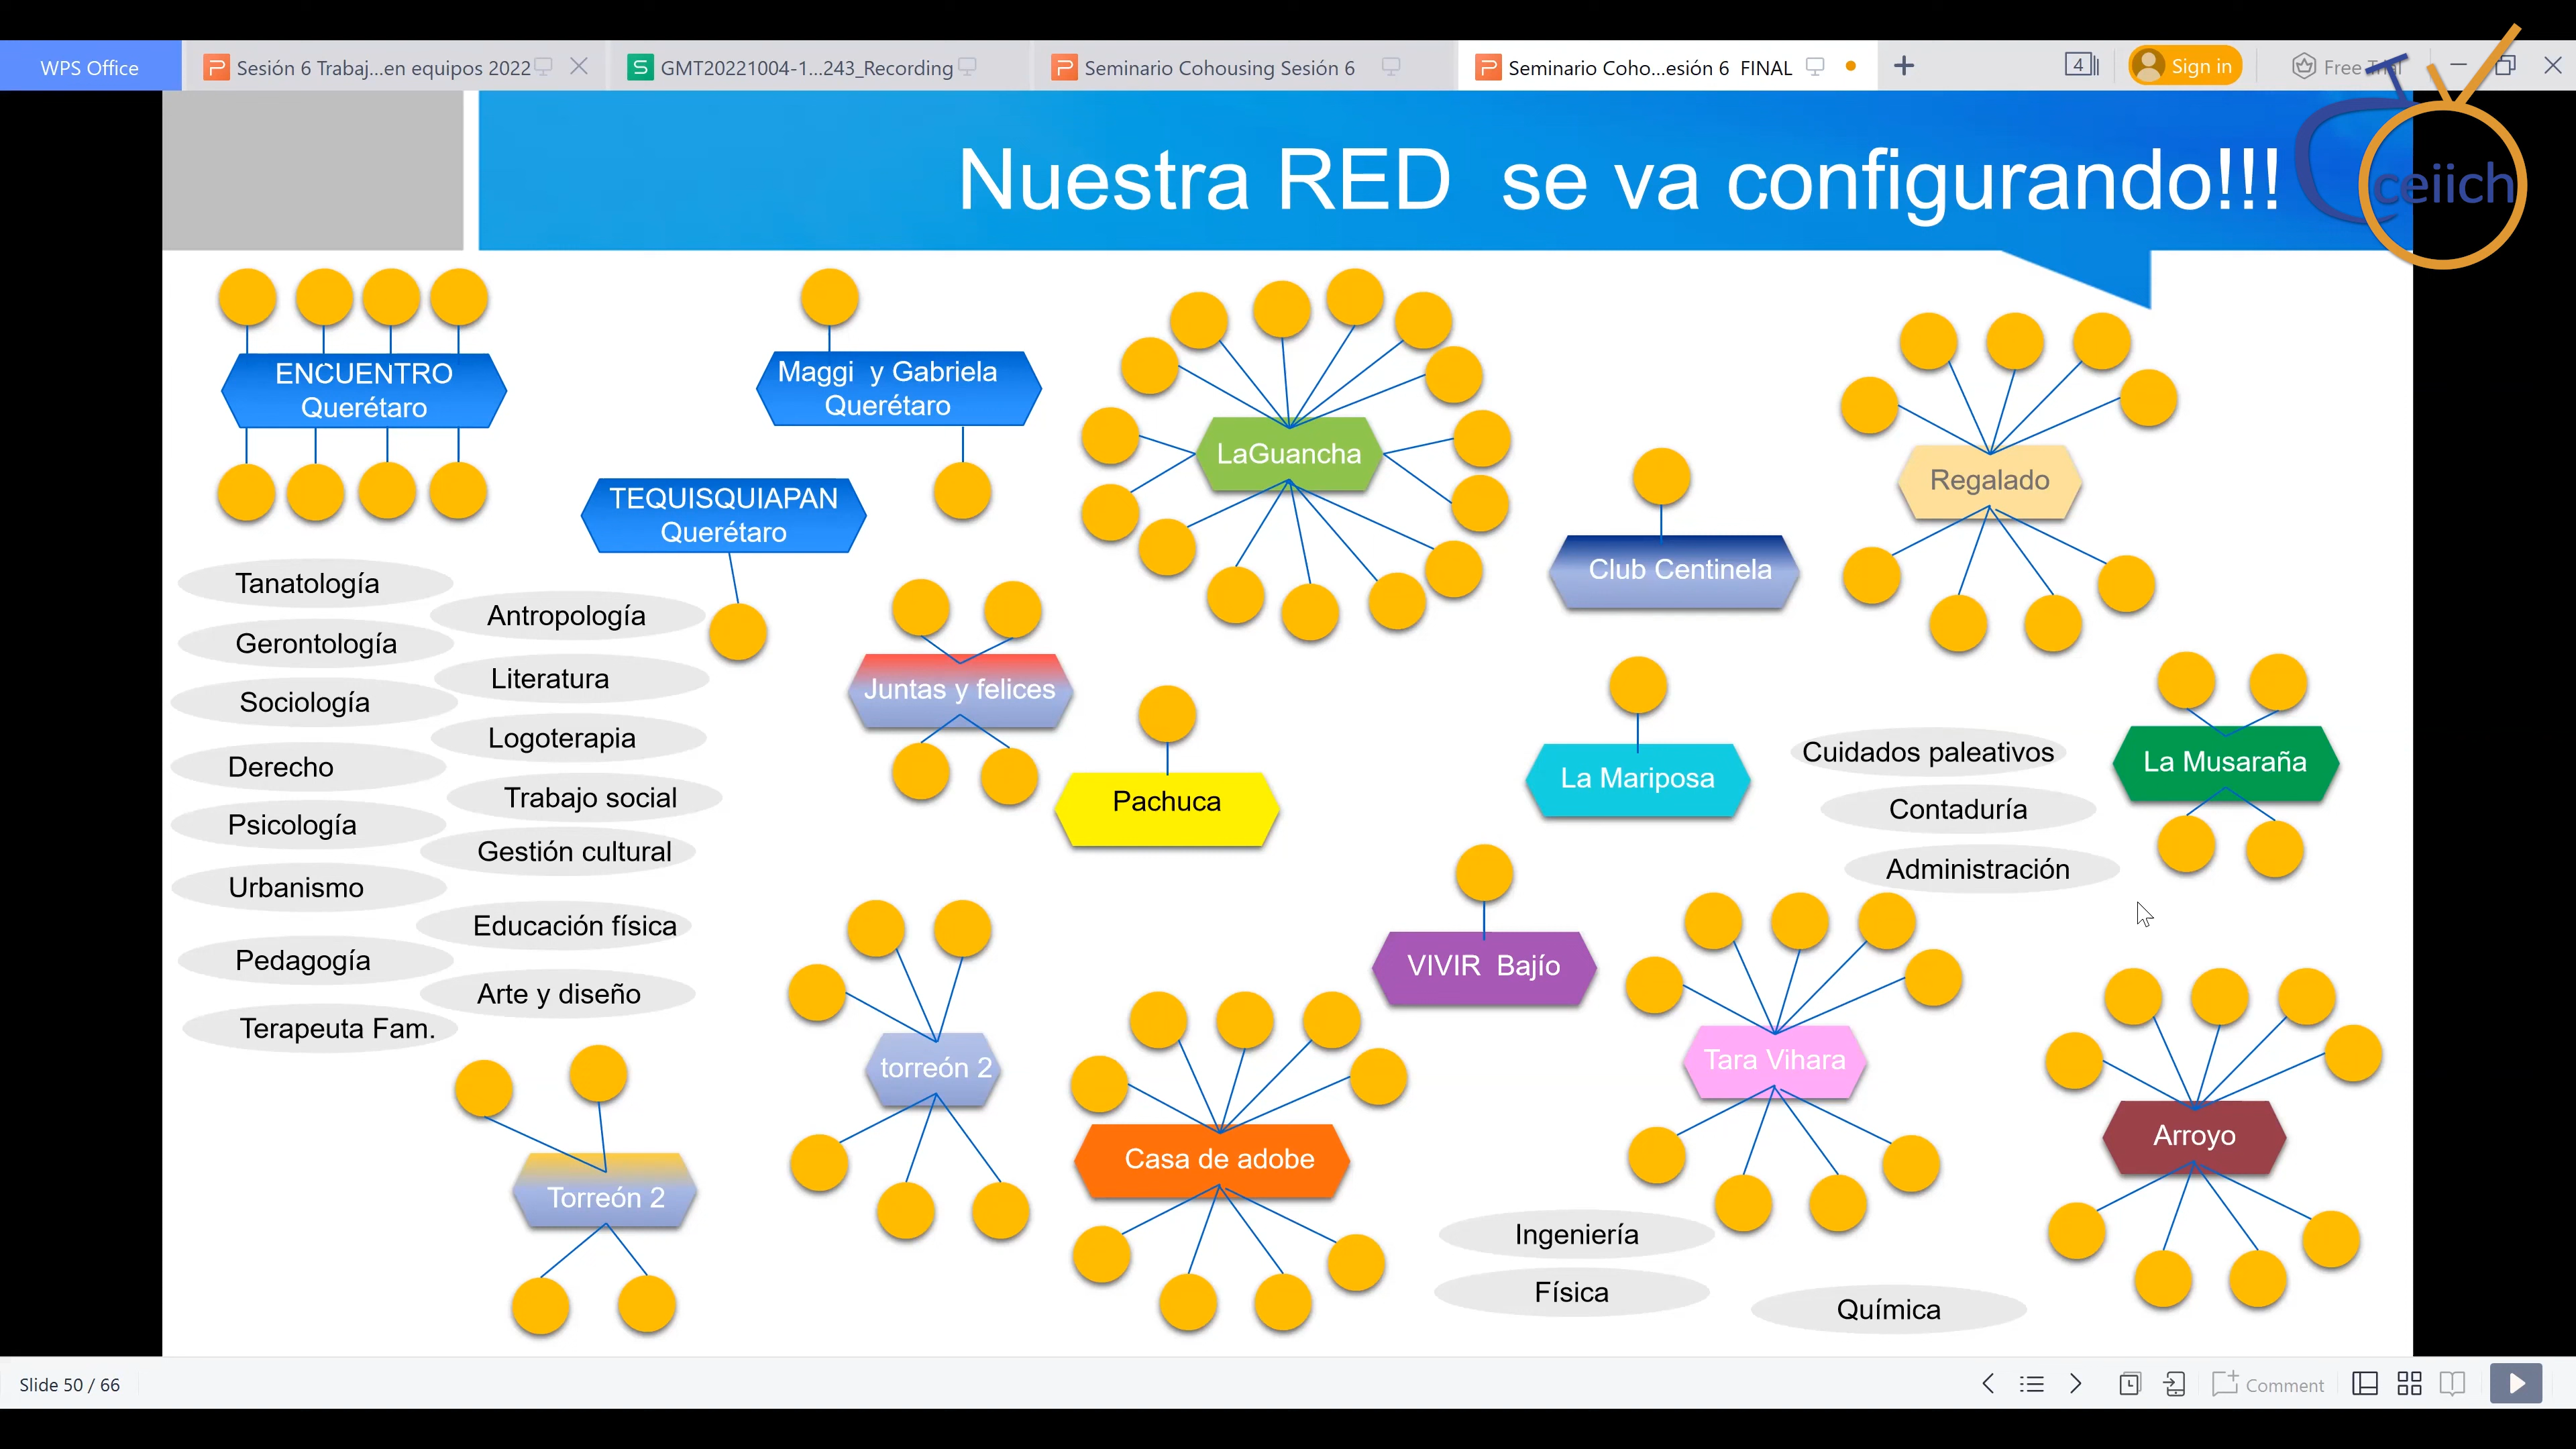 WPS Office
Sesión 6 Trabaj...en equipos 2022
GMT20221004-1...243_Recording
Seminario Cohousing Sesión 6
Seminario Coho...esión 6 FINAL
4
Sign in
Free Trial
ceiich
Nuestra RED se va configurando!!!
ENCUENTRO
Querétaro
Maggi y Gabriela
Querétaro
LaGuancha
Regalado
TEQUISQUIAPAN
Querétaro
Club Centinela
Tanatología
Antropología
Gerontología
Literatura
Sociología
Juntas y felices
Logoterapia
Derecho
Trabajo social
Pachuca
La Mariposa
Cuidados paleativos
La Musaraña
Contaduría
Psicología
Gestión cultural
Administración
Urbanismo
Educación física
Pedagogía
VIVIR Bajío
Arte y diseño
Terapeuta Fam.
torreón 2
Tara Vihara
Arroyo
Casa de adobe
Torreón 2
Ingeniería
Física
Química
Slide 50 / 66
Comment